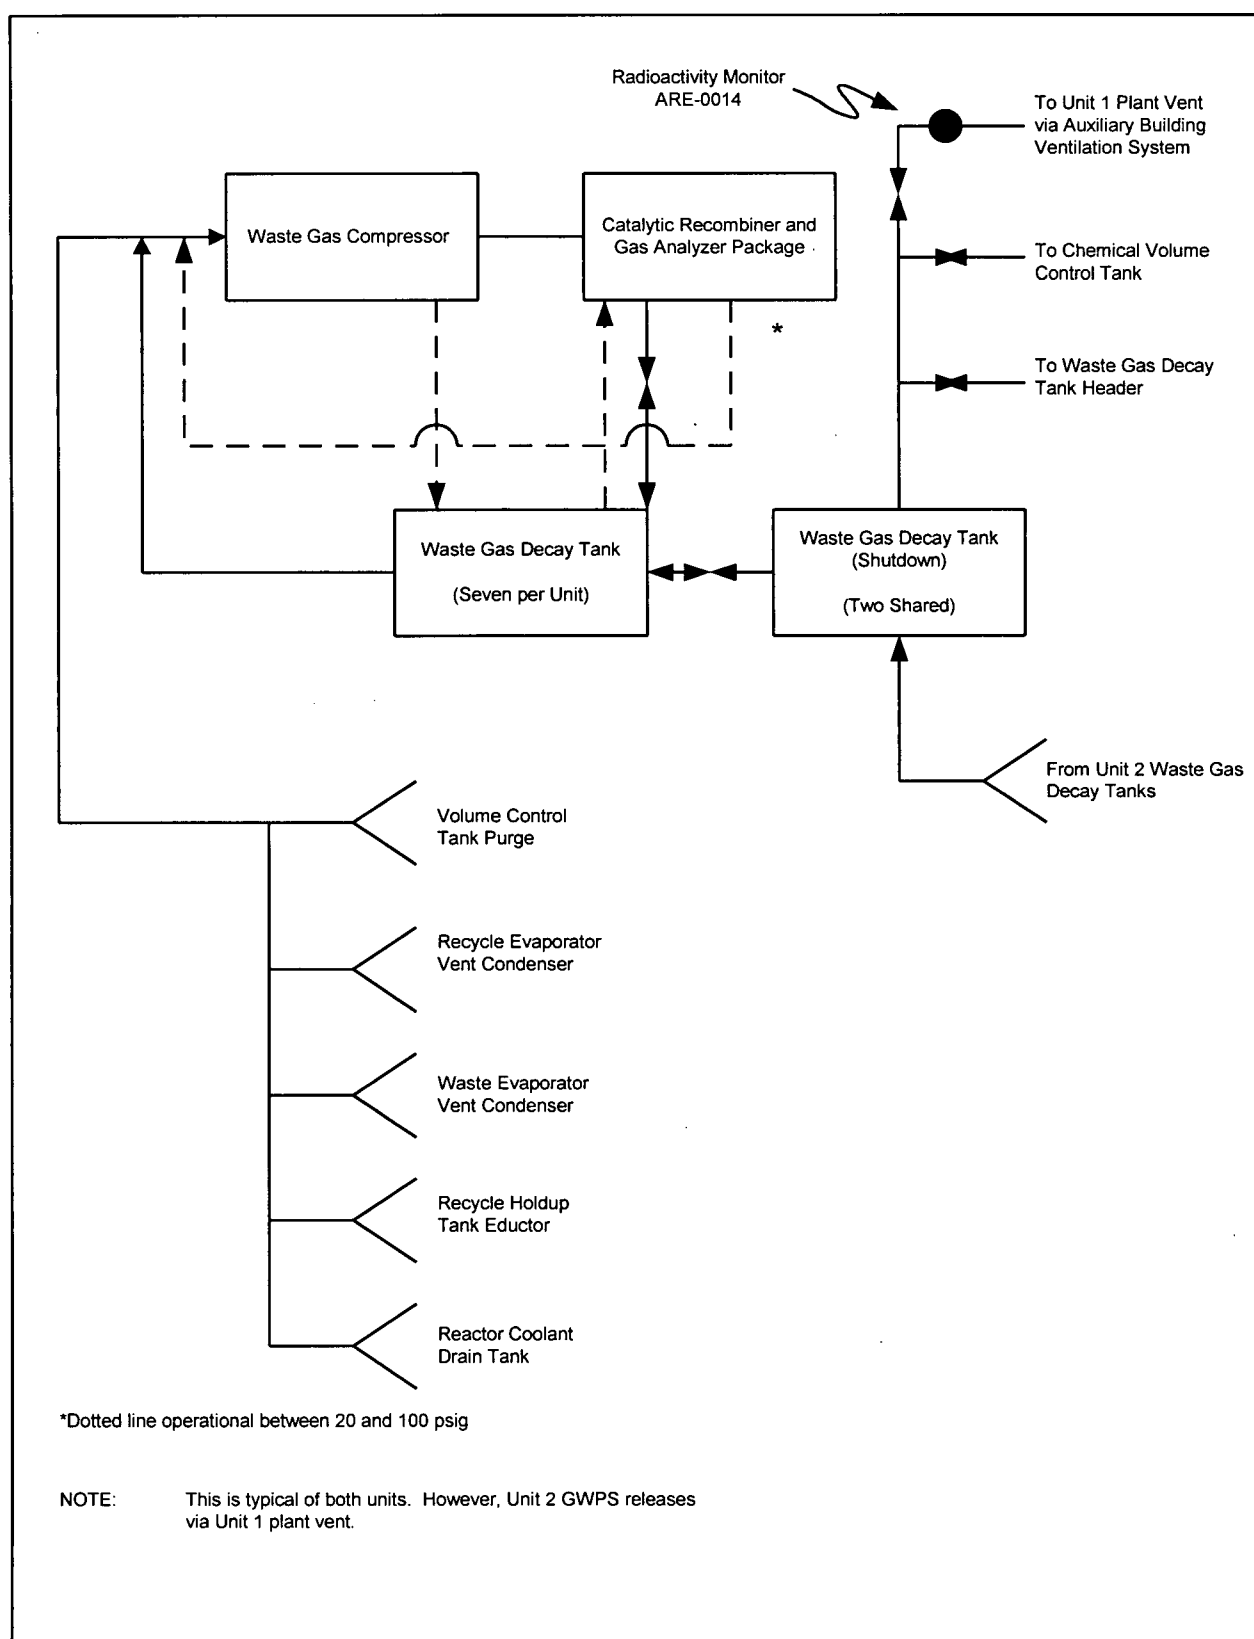 Radioactivity Monitor
ARE-0014
To Unit 1 Plant Vent
via Auxiliary Building
Ventilation System
Waste Gas Compressor
Catalytic Recombiner and
Gas Analyzer Package
To Chemical Volume
Control Tank
*
To Waste Gas Decay
Tank Header
Waste Gas Decay Tank
(Seven per Unit)
Waste Gas Decay Tank
(Shutdown)
(Two Shared)
From Unit 2 Waste Gas
Decay Tanks
Volume Control
Tank Purge
Recycle Evaporator
Vent Condenser
Waste Evaporator
Vent Condenser
Recycle Holdup
Tank Eductor
Reactor Coolant
Drain Tank
*Dotted line operational between 20 and 100 psig
NOTE: This is typical of both units. However, Unit 2 GWPS releases
via Unit 1 plant vent.